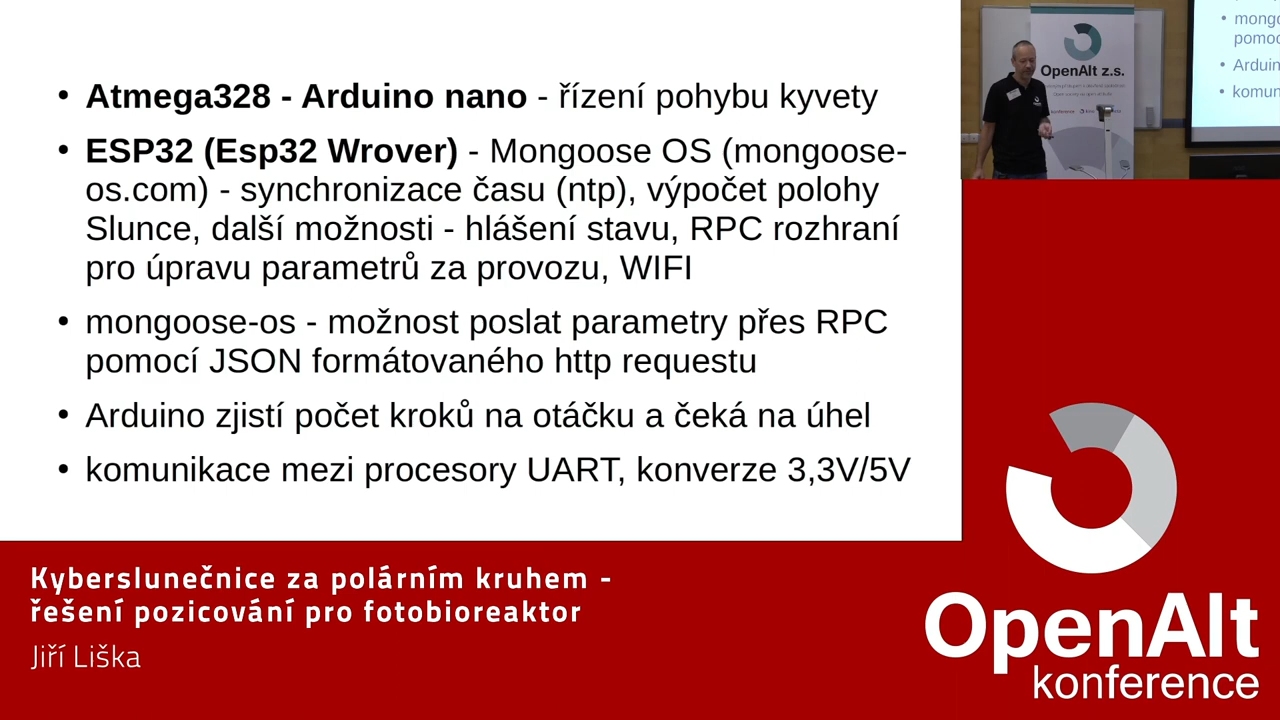 • Atmega328 - Arduino nano - řízení pohybu kyvety
• ESP32 (Esp32 Wrover) - Mongoose OS (mongoose-
os.com) - synchronizace času (ntp), výpočet polohy
Slunce, další možnosti - hlášení stavu, RPC rozhraní
pro úpravu parametrů za provozu, WIFI
• mongoose-os - možnost poslat parametry přes RPC
pomocí JSON formátovaného http requestu
• Arduino zjistí počet kroků na otáčku a čeká na úhel
• komunikace mezi procesory UART, konverze 3,3V/5V
OpenAlt z.s.
• mongo
pomoc
• Arduin
• komun
Kyberslunečnice za polárním kruhem -
řešení pozicování pro fotobioreaktor
Jiří Liška
OpenAlt
konference